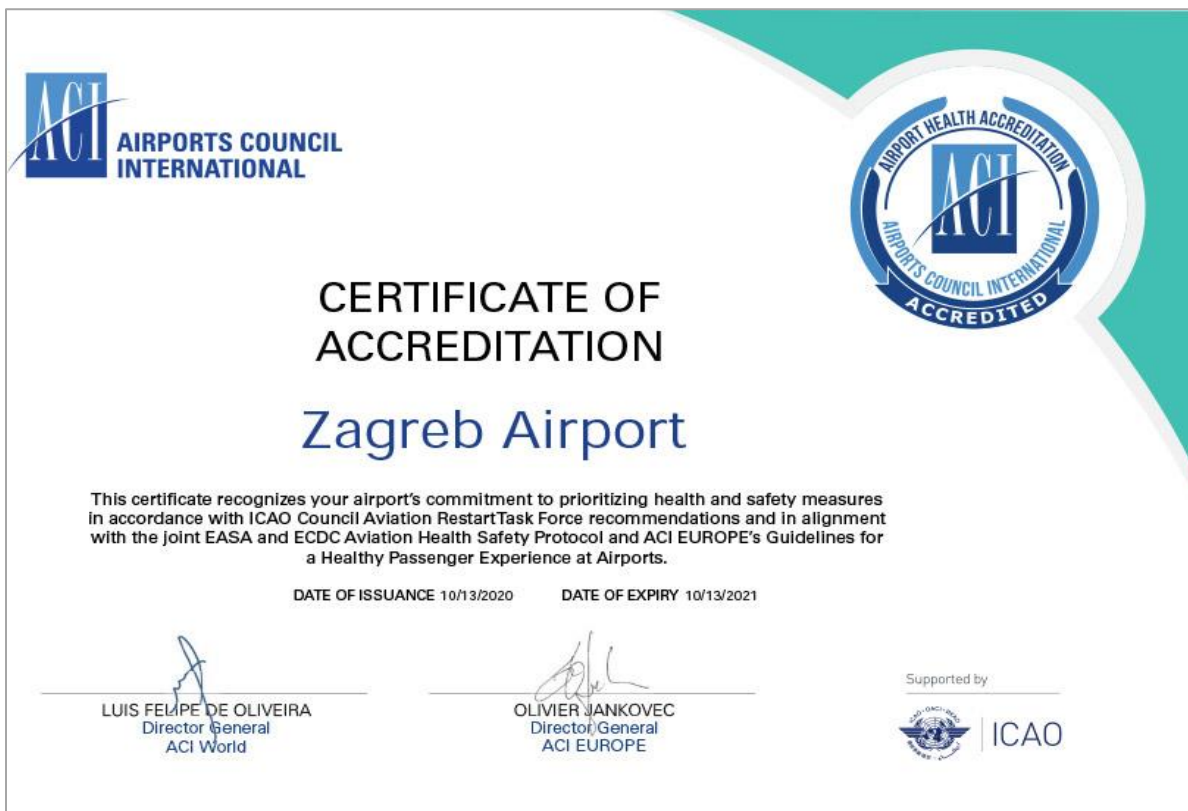 ACI
AIRPORTS COUNCIL
INTERNATIONAL
AIRPORT HEALTH ACCREDITATION
ACI
AIRPORTS COUNCIL INTERNATIONAL
ACCREDITED
CERTIFICATE OF
ACCREDITATION
Zagreb Airport
This certificate recognizes your airport's commitment to prioritizing health and safety measures
in accordance with ICAO Council Aviation RestartTask Force recommendations and in alignment
with the joint EASA and ECDC Aviation Health Safety Protocol and ACI EUROPE's Guidelines for
a Healthy Passenger Experience at Airports.
DATE OF ISSUANCE 10/13/2020 DATE OF EXPIRY 10/13/2021
LUIS FELIPE DE OLIVEIRA
Director General
ACI World
OLIVIER JANKOVEC
Director General
ACI EUROPE
Supported by
ICAO